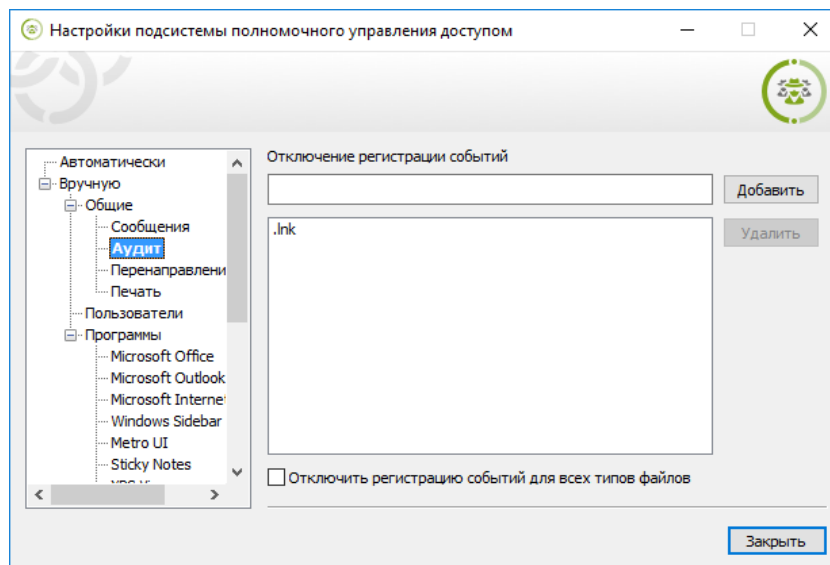 Настройки подсистемы полномочного управления доступом
Автоматически
Вручную
Общие
Сообщения
Аудит
Перенаправлени
Печать
Пользователи
Программы
Microsoft Office
Microsoft Outlook
Microsoft Interne
Windows Sidebar
Metro UI
Sticky Notes
Отключение регистрации событий
Добавить
.lnk
Удалить
Отключить регистрацию событий для всех типов файлов
Закрыть